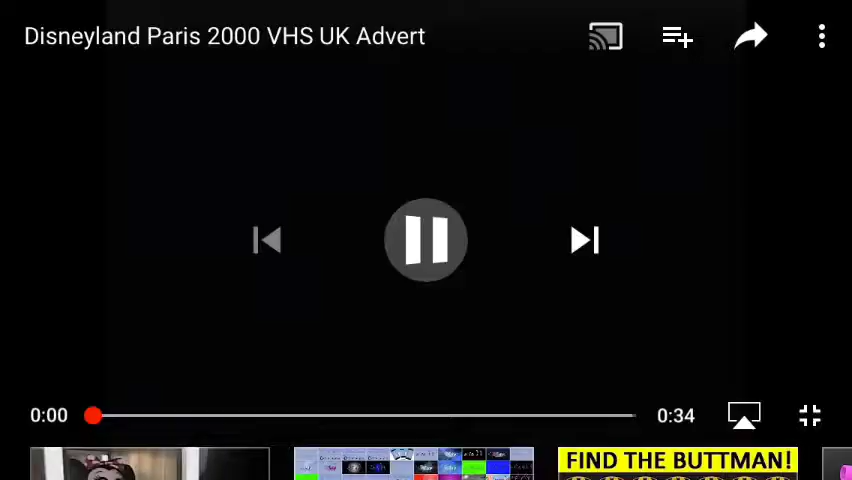 Disneyland Paris 2000 VHS UK Advert
0:00
0:34
FIND THE BUTTMAN!